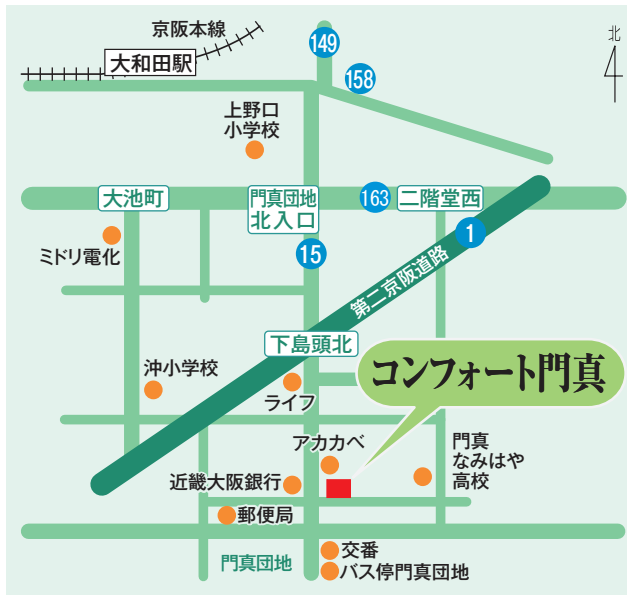 京阪本線
北
149
大和田駅
158
上野口
小学校
大池町
門真団地
北入口
163
二階堂西
1
ミドリ電化
15
第二京阪道路
下島頭北
コンフォート門真
沖小学校
ライフ
アカカベ
門真
なみはや
高校
近畿大阪銀行
郵便局
交番
門真団地
バス停門真団地